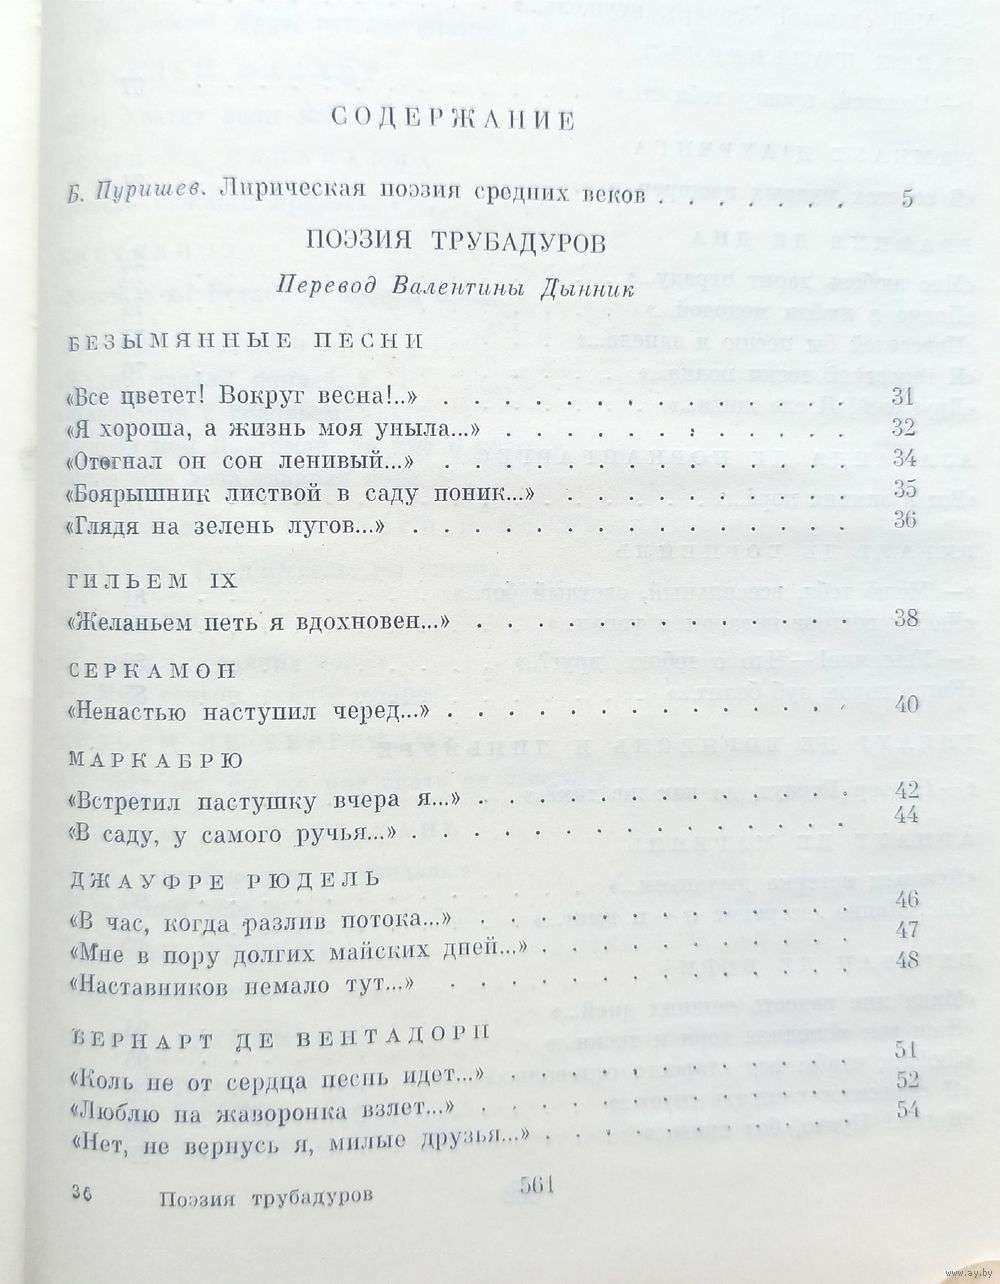 СОДЕРЖАНИЕ
Б. Пуришев. Лирическая поэзия средних веков . . . . . . . 5
ПОЭЗИЯ ТРУБАДУРОВ
Перевод Валентины Дынник
БЕЗЫМЯННЫЕ ПЕСНИ
«Все цветет! Вокруг весна!..» . . . . . . . . . . . . . . 31
«Я хороша, а жизнь моя уныла...» . . . . . . . . . . . . 32
«Отогнал он сон ленивый...» . . . . . . . . . . . . . . 34
«Боярышник листвой в саду поник...» . . . . . . . . . . 35
«Глядя на зелень лугов...» . . . . . . . . . . . . . . . 36
ГИЛЬЕМ IX
«Желаньем петь я вдохновен...» . . . . . . . . . . . . . 38
СЕРКАМОН
«Ненастью наступил черед...» . . . . . . . . . . . . . . 40
МАРКАБРЮ
«Встретил пастушку вчера я...» . . . . . . . . . . . . . 42
«В саду, у самого ручья...» . . . . . . . . . . . . . . . 44
ДЖАУФРЕ РЮДЕЛЬ
«В час, когда разлив потока...» . . . . . . . . . . . . . 46
«Мне в пору долгих майских дней...» . . . . . . . . . . 47
«Наставников немало тут...» . . . . . . . . . . . . . . 48
БЕРНАРТ ДЕ ВЕНТАДОРН
«Коль не от сердца песнь идет...» . . . . . . . . . . . . 51
«Люблю на жаворонка взлет...» . . . . . . . . . . . . . 52
«Нет, не вернусь я, милые друзья...» . . . . . . . . . . 54
36 Поэзия трубадуров 561
www.ay.by